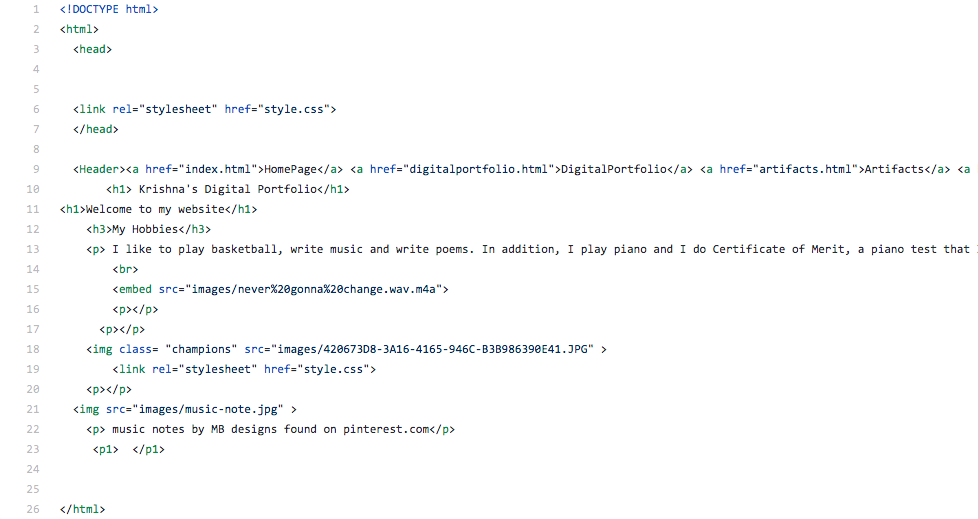 1 <!DOCTYPE html>
2 <html>
3 <head>
4
5
6 <link rel="stylesheet" href="style.css">
7 </head>
8
9 <Header><a href="index.html">HomePage</a> <a href="digitalportfolio.html">DigitalPortfolio</a> <a href="artifacts.html">Artifacts</a> <a
10 <h1> Krishna's Digital Portfolio</h1>
11 <h1>Welcome to my website</h1>
12 <h3>My Hobbies</h3>
13 <p> I like to play basketball, write music and write poems. In addition, I play piano and I do Certificate of Merit, a piano test that
14 <br>
15 <embed src="images/never%20gonna%20change.wav.m4a">
16 <p></p>
17 <p></p>
18 <img class= "champions" src="images/420673D8-3A16-4165-946C-B3B986390E41.JPG" >
19 <link rel="stylesheet" href="style.css">
20 <p></p>
21 <img src="images/music-note.jpg" >
22 <p> music notes by MB designs found on pinterest.com</p>
23 <p1> </p1>
24
25
26 </html>